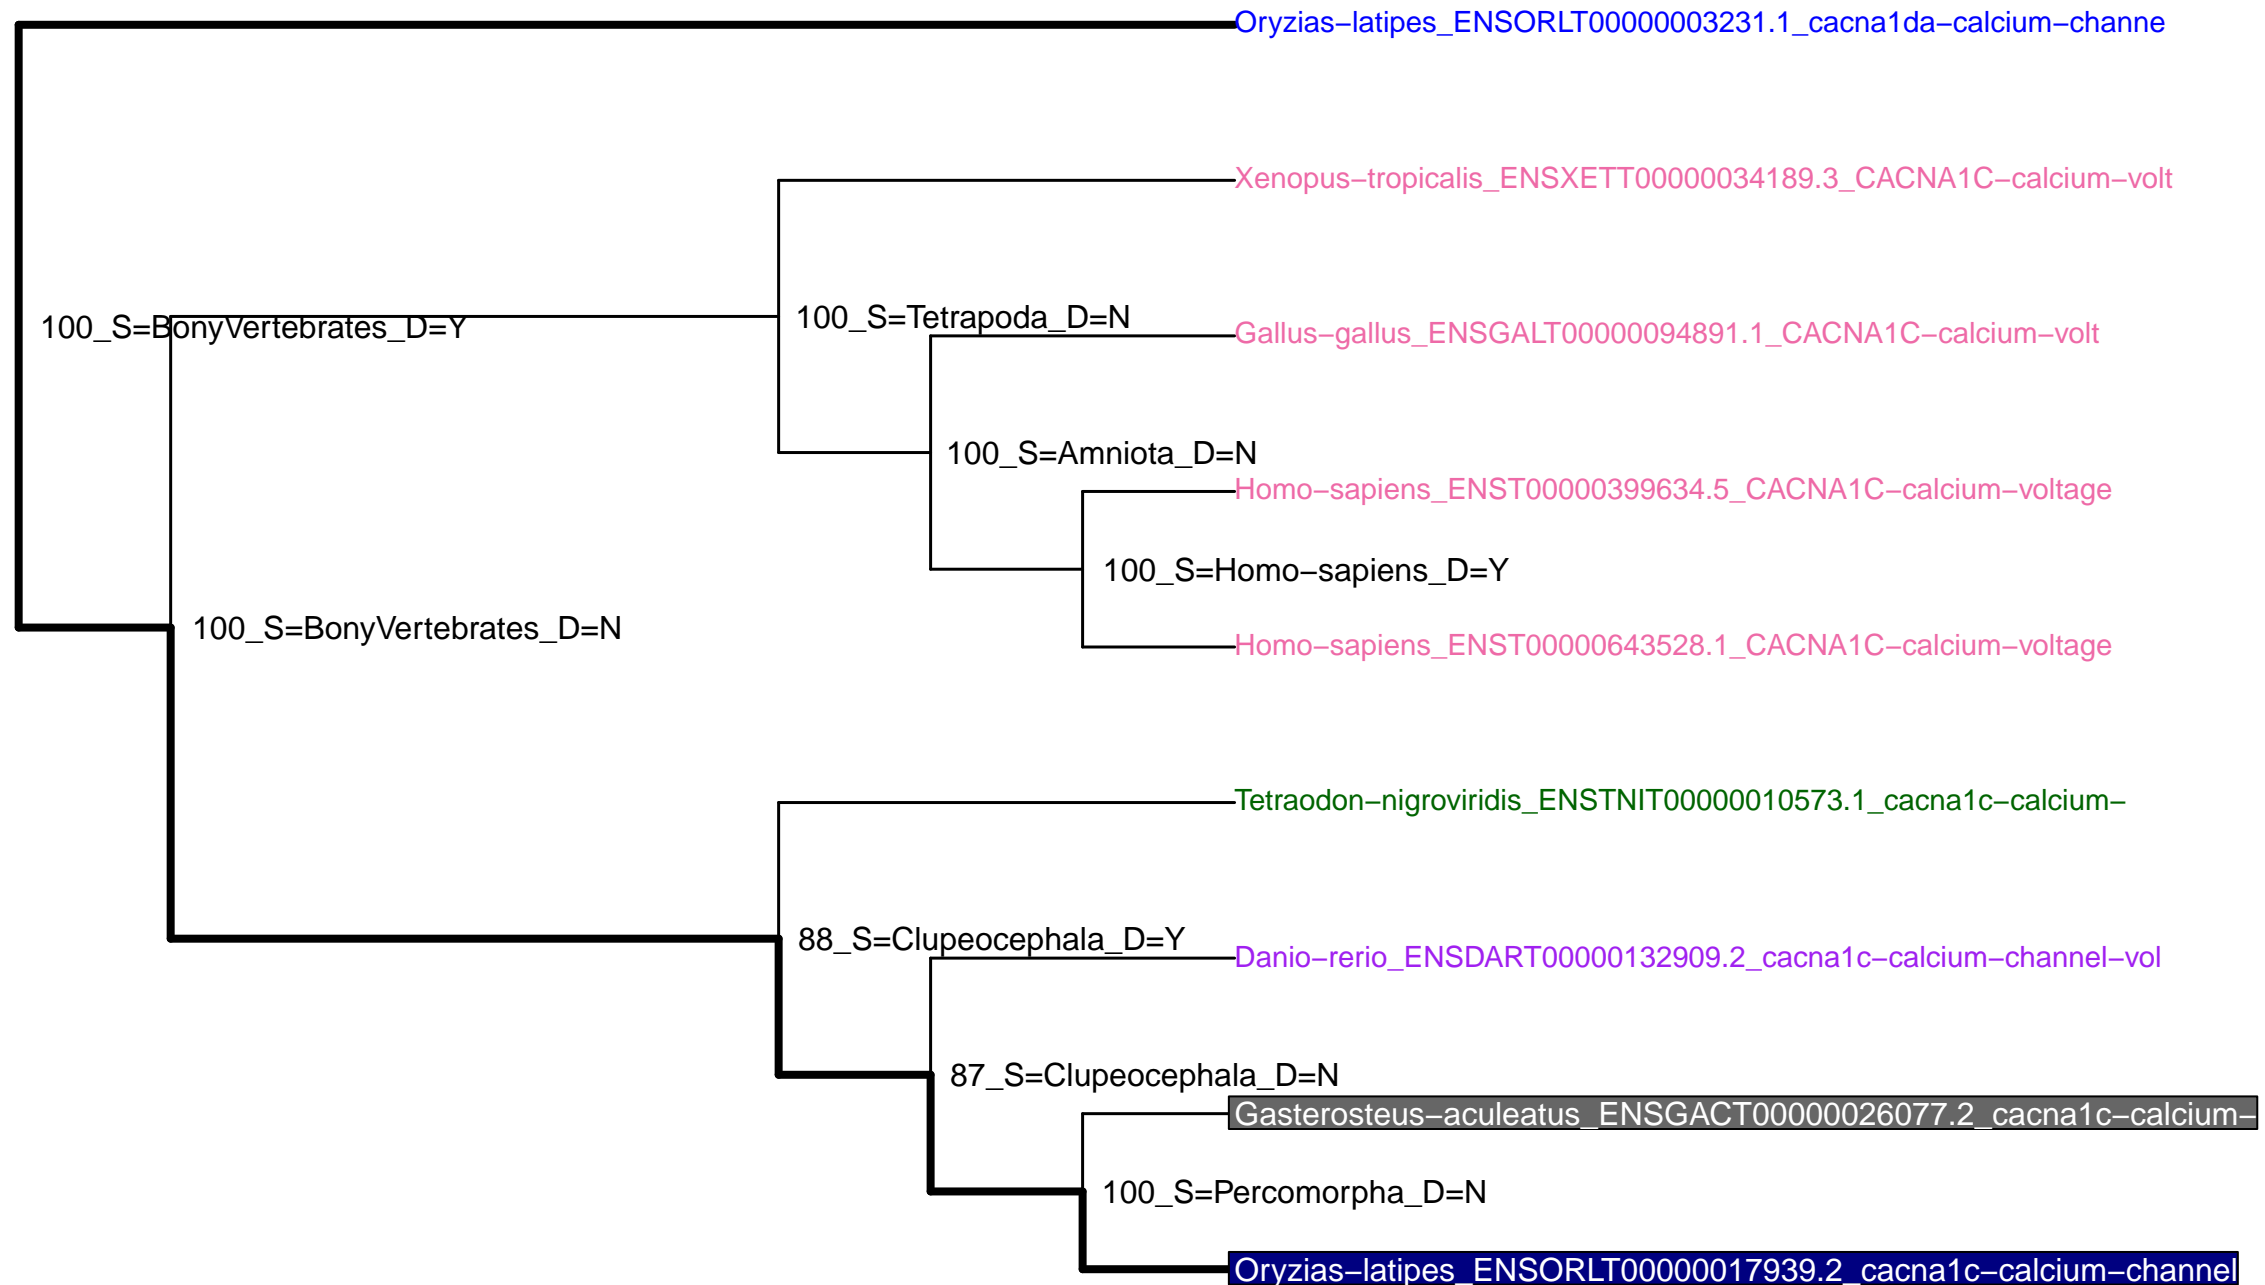 Oryzias−latipes_ENSORLT00000003231.1_cacna1da−calcium−channe
Xenopus−tropicalis_ENSXETT00000034189.3_CACNA1C−calcium−volt
100_S=BonyVertebrates_D=Y
100_S=Tetrapoda_D=N
Gallus−gallus_ENSGALT00000094891.1_CACNA1C−calcium−volt
100_S=Amniota_D=N
Homo−sapiens_ENST00000399634.5_CACNA1C−calcium−voltage
100_S=Homo−sapiens_D=Y
100_S=BonyVertebrates_D=N
Homo−sapiens_ENST00000643528.1_CACNA1C−calcium−voltage
Tetraodon−nigroviridis_ENSTNIT00000010573.1_cacna1c−calcium−
88_S=Clupeocephala_D=Y
Danio−rerio_ENSDART00000132909.2_cacna1c−calcium−channel−vol
87_S=Clupeocephala_D=N
Gasterosteus−aculeatus_ENSGACT00000026077.2_cacna1c−calcium−
100_S=Percomorpha_D=N
Oryzias−latipes_ENSORLT00000017939.2_cacna1c−calcium−channel